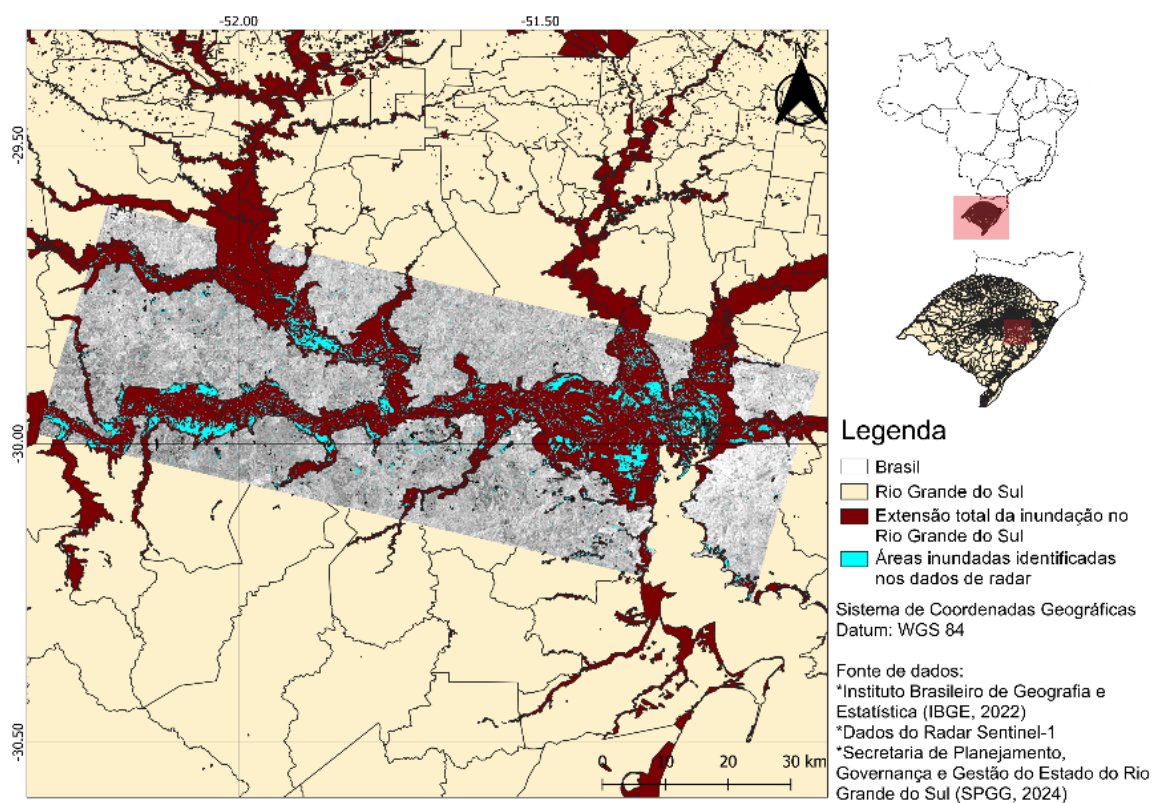 -52.00
-51.50
N
-29.50
-30.00
-30.50
0 10 20 30 km
Legenda
Brasil
Rio Grande do Sul
Extensão total da inundação no
Rio Grande do Sul
Áreas inundadas identificadas
nos dados de radar
Sistema de Coordenadas Geográficas
Datum: WGS 84
Fonte de dados:
*Instituto Brasileiro de Geografia e
Estatística (IBGE, 2022)
*Dados do Radar Sentinel-1
*Secretaria de Planejamento,
Governança e Gestão do Estado do Rio
Grande do Sul (SPGG, 2024)